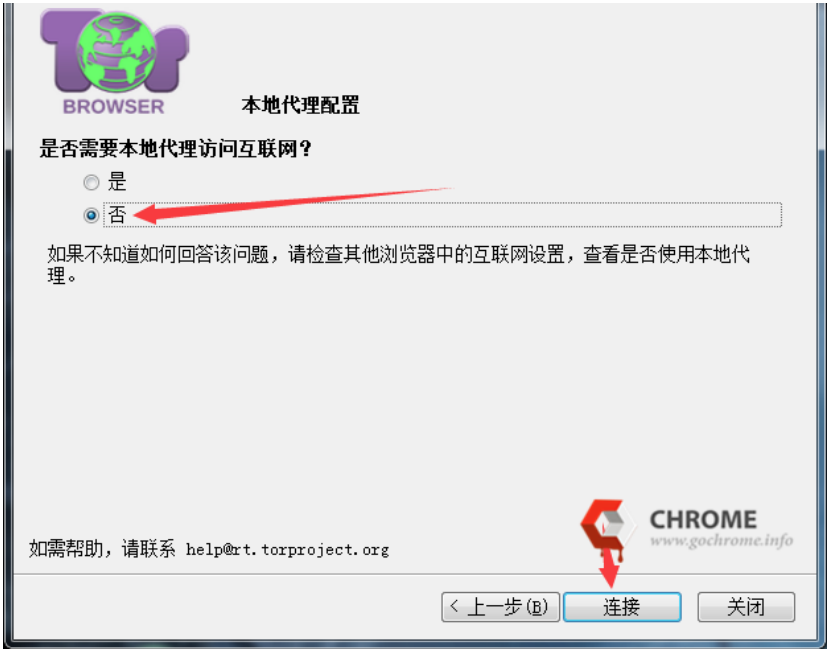 Tor
BROWSER
本地代理配置
是否需要本地代理访问互联网？
是
否
如果不知道如何回答该问题，请检查其他浏览器中的互联网设置，查看是否使用本地代
理。
CHROME
www.gochrome.info
如需帮助，请联系 help@rt.torproject.org
< 上一步(B)
连接
关闭